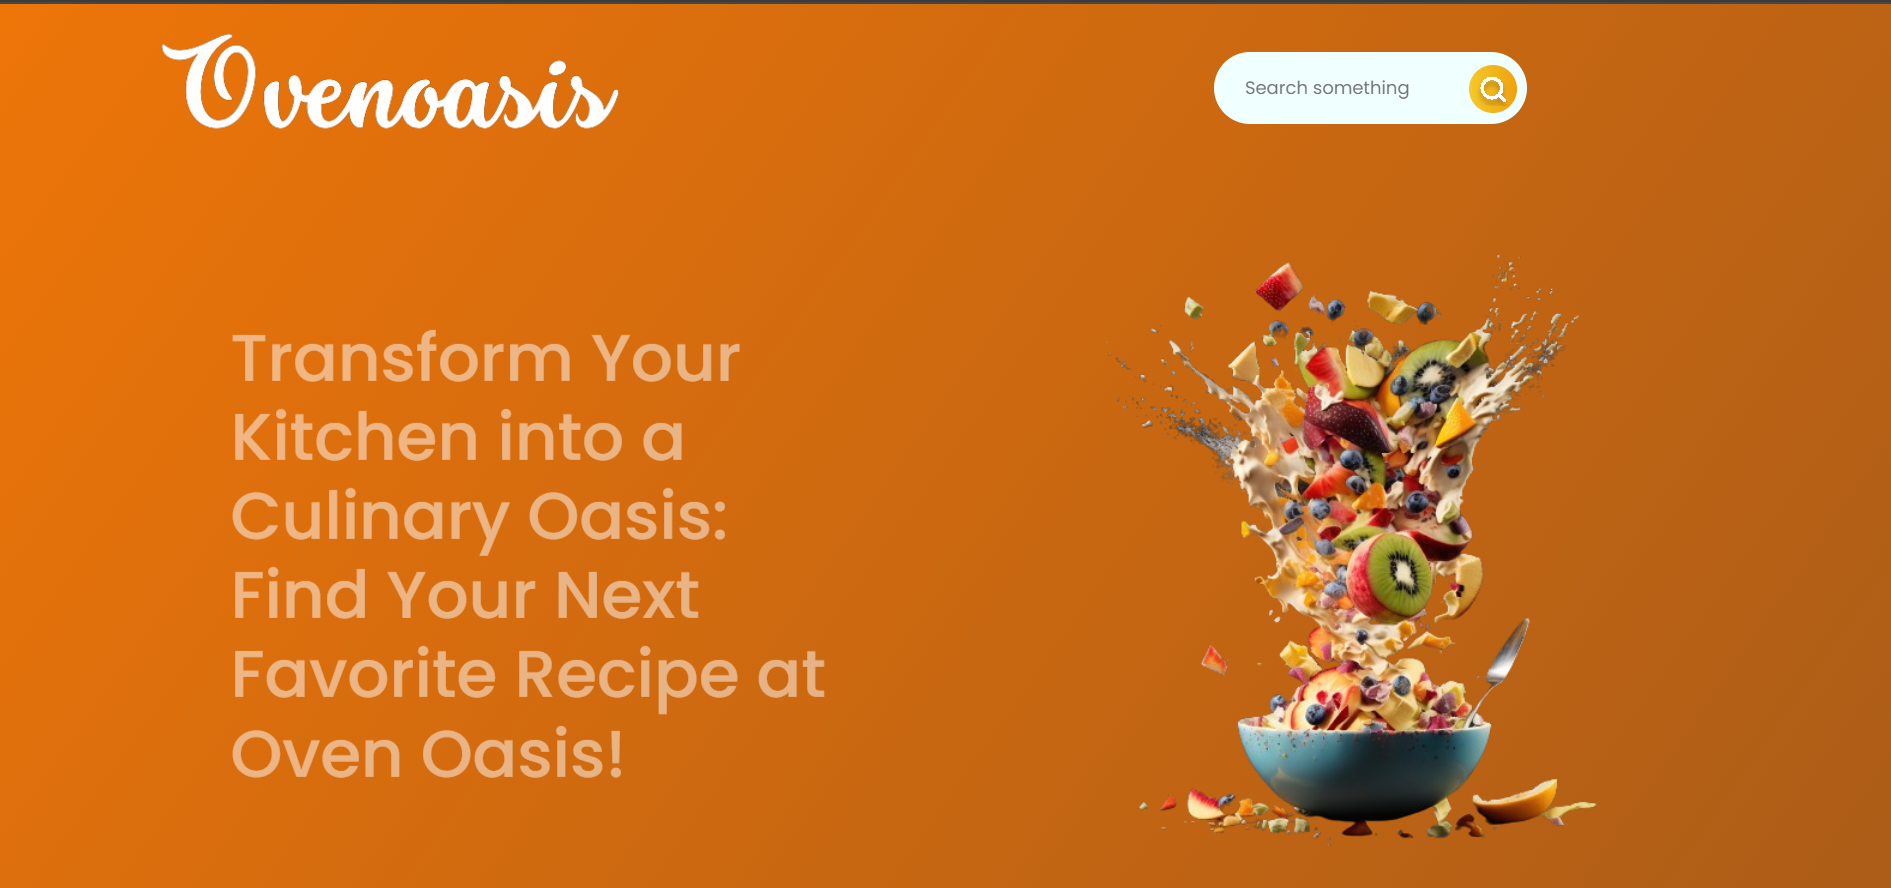 Ovenoasis
Search something
Transform Your
Kitchen into a
Culinary Oasis:
Find Your Next
Favorite Recipe at
Oven Oasis!